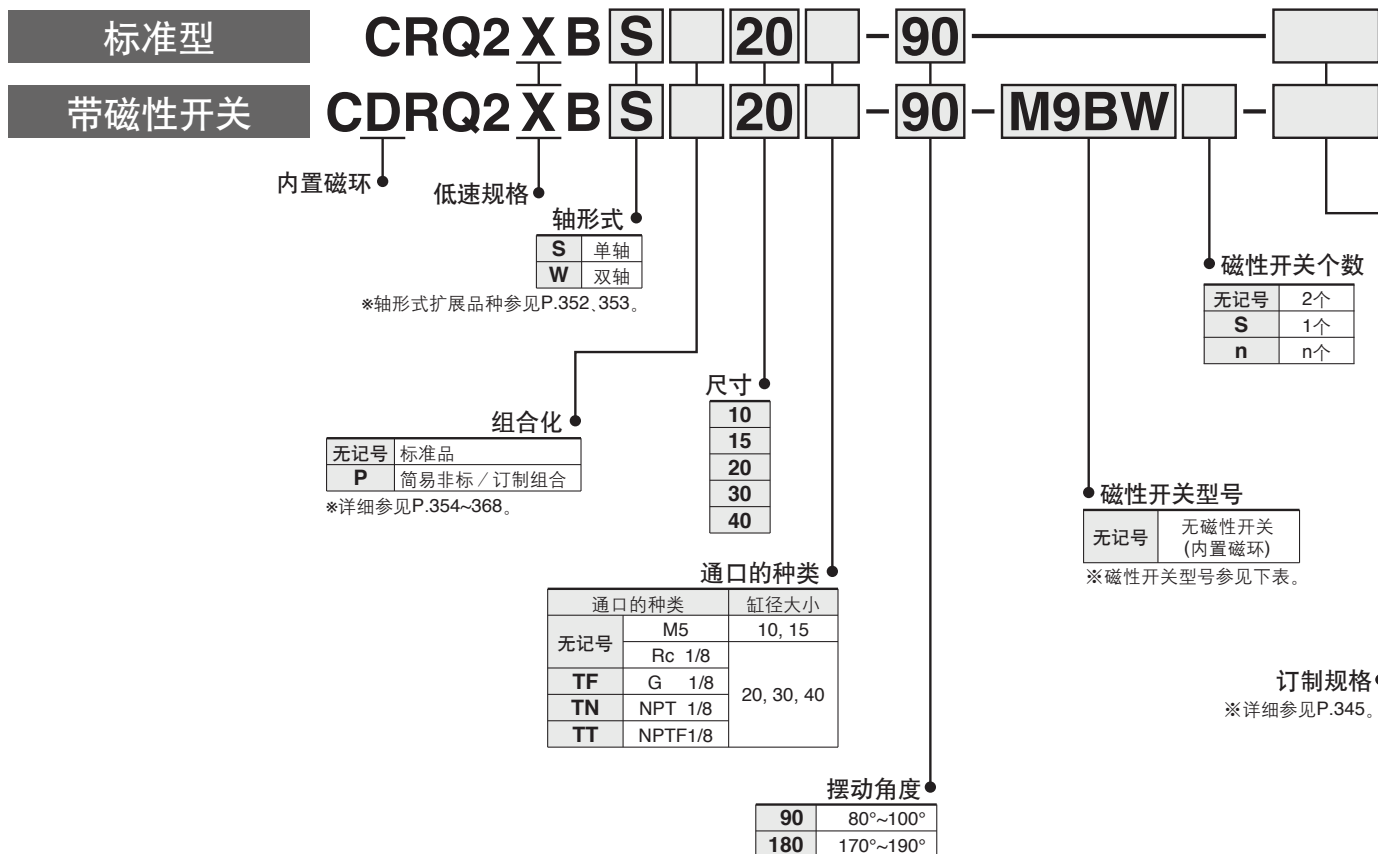 标准型 CRQ2 X B S 20 - 90
带磁性开关 CDRQ2 X B S 20 - 90 - M9BW -
内置磁环
低速规格
轴形式
S 单轴
W 双轴
※轴形式扩展品种参见P.352、353。
磁性开关个数
无记号 2个
S 1个
n n个
组合化
无记号 标准品
P 简易非标/订制组合
※详细参见P.354~368。
尺寸
10
15
20
30
40
磁性开关型号
无记号 无磁性开关
(内置磁环)
※磁性开关型号参见下表。
通口的种类
通口的种类 缸径大小
无记号 M5 10, 15
Rc 1/8 20, 30, 40
TF G 1/8
TN NPT 1/8
TT NPTF1/8
订制规格
※详细参见P.345。
摆动角度
90 80°~100°
180 170°~190°